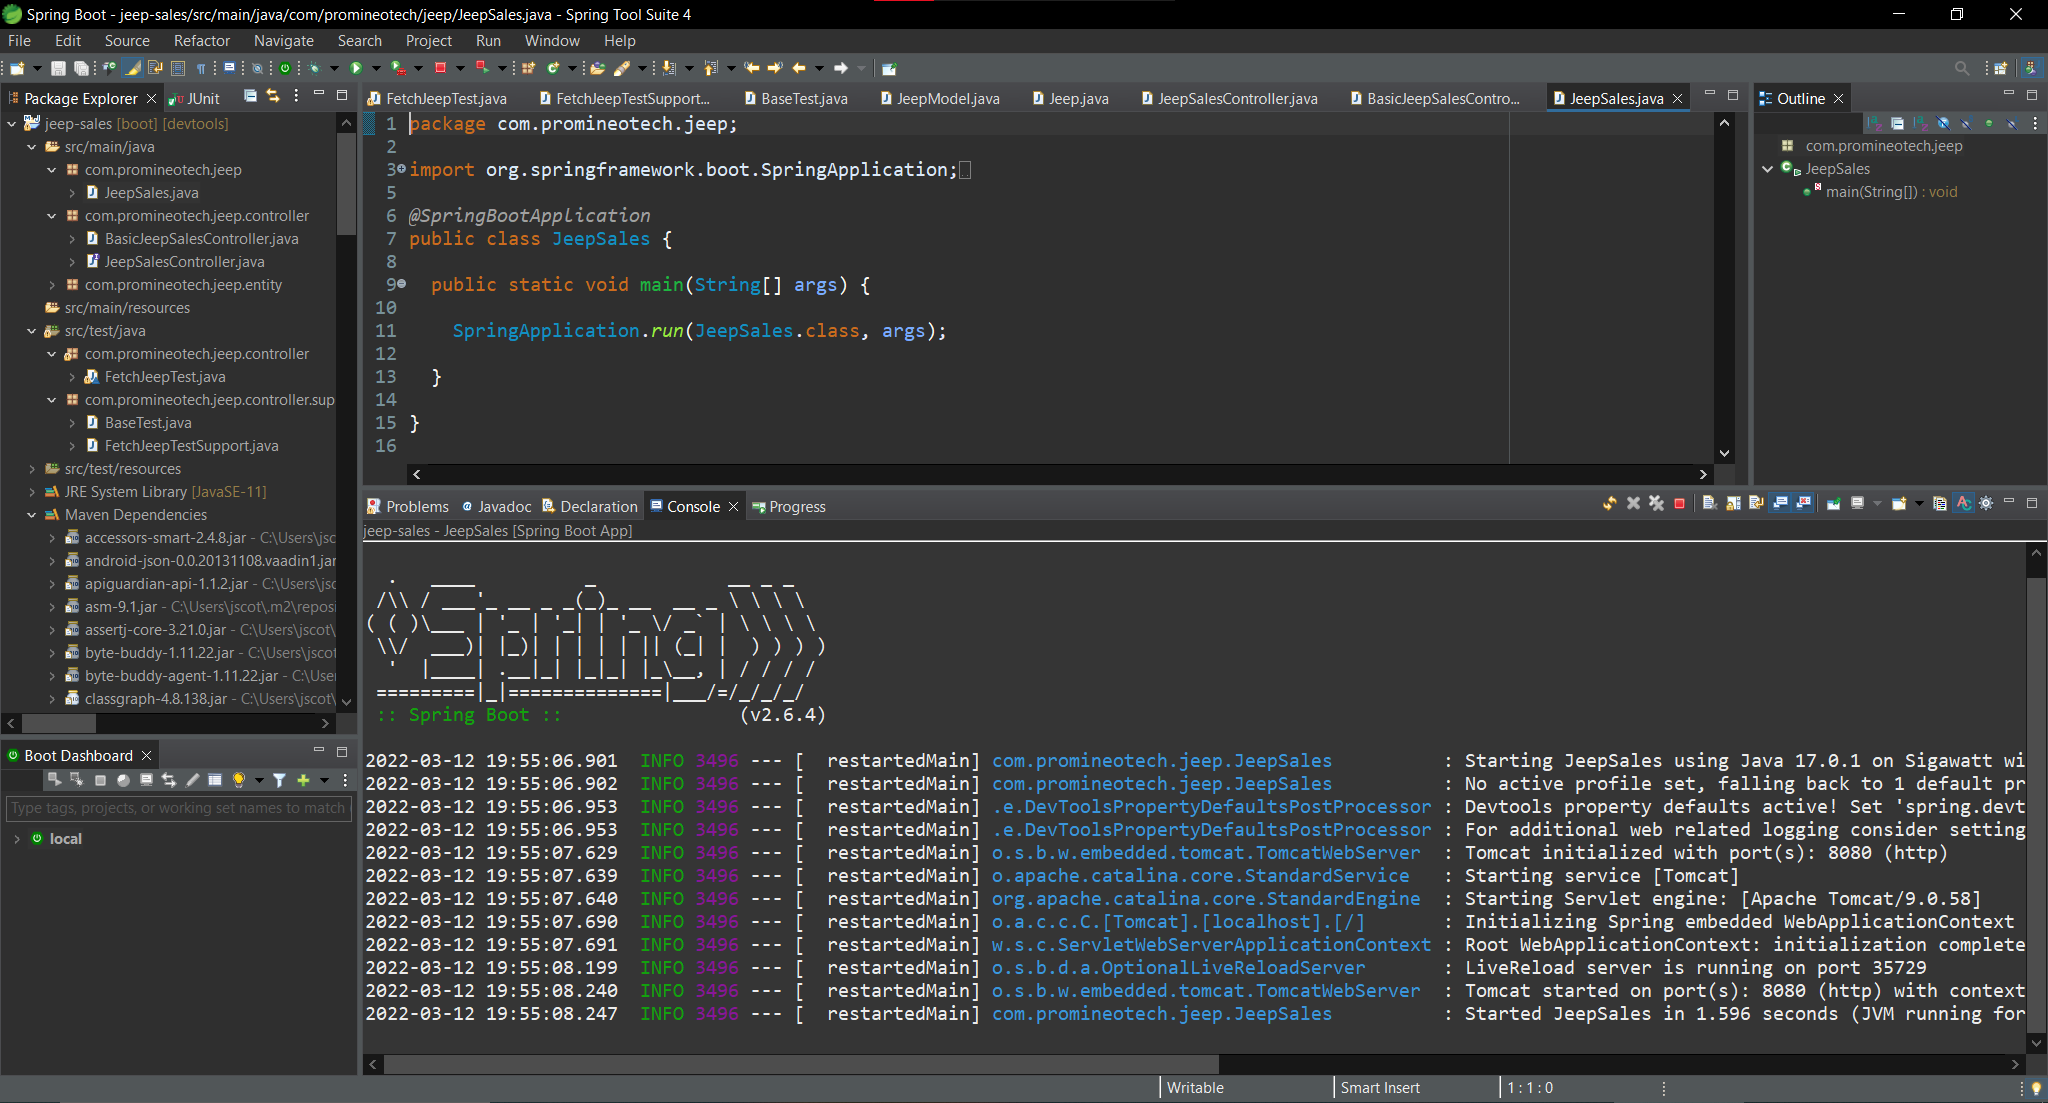 Spring Boot - jeep-sales/src/main/java/com/promineotech/jeep/JeepSales.java - Spring Tool Suite 4
File Edit Source Refactor Navigate Search Project Run Window Help
Package Explorer
JUnit
jeep-sales [boot] [devtools]
src/main/java
com.promineotech.jeep
JeepSales.java
com.promineotech.jeep.controller
BasicJeepSalesController.java
JeepSalesController.java
com.promineotech.jeep.entity
src/main/resources
src/test/java
com.promineotech.jeep.controller
FetchJeepTest.java
com.promineotech.jeep.controller.sup
BaseTest.java
FetchJeepTestSupport.java
src/test/resources
JRE System Library [JavaSE-11]
Maven Dependencies
accessors-smart-2.4.8.jar - C:\Users\jsc
android-json-0.0.20131108.vaadin1.jar
apiguardian-api-1.1.2.jar - C:\Users\js
asm-9.1.jar - C:\Users\jscot\.m2\reposi
assertj-core-3.21.0.jar - C:\Users\jscot\
byte-buddy-1.11.22.jar - C:\Users\jscot
byte-buddy-agent-1.11.22.jar - C:\User
classgraph-4.8.138.jar - C:\Users\jscot\
Boot Dashboard
Type tags, projects, or working set names to match
local
FetchJeepTest.java FetchJeepTestSupport... BaseTest.java JeepModel.java Jeep.java JeepSalesController.java BasicJeepSalesContro... JeepSales.java
1 package com.promineotech.jeep;
2
3 import org.springframework.boot.SpringApplication;
5
6 @SpringBootApplication
7 public class JeepSales {
8
9 public static void main(String[] args) {
10
11 SpringApplication.run(JeepSales.class, args);
12
13 }
14
15 }
16
Outline
com.promineotech.jeep
JeepSales
main(String[]) : void
Problems Javadoc Declaration Console Progress
jeep-sales - JeepSales [Spring Boot App]
Spring
:: Spring Boot :: (v2.6.4)
2022-03-12 19:55:06.901 INFO 3496 --- [ restartedMain] com.promineotech.jeep.JeepSales : Starting JeepSales using Java 17.0.1 on Sigawatt wi
2022-03-12 19:55:06.902 INFO 3496 --- [ restartedMain] com.promineotech.jeep.JeepSales : No active profile set, falling back to 1 default pr
2022-03-12 19:55:06.953 INFO 3496 --- [ restartedMain] .e.DevToolsPropertyDefaultsPostProcessor : Devtools property defaults active! Set 'spring.devt
2022-03-12 19:55:06.953 INFO 3496 --- [ restartedMain] .e.DevToolsPropertyDefaultsPostProcessor : For additional web related logging consider setting
2022-03-12 19:55:07.629 INFO 3496 --- [ restartedMain] o.s.b.w.embedded.tomcat.TomcatWebServer : Tomcat initialized with port(s): 8080 (http)
2022-03-12 19:55:07.639 INFO 3496 --- [ restartedMain] o.apache.catalina.core.StandardService : Starting service [Tomcat]
2022-03-12 19:55:07.640 INFO 3496 --- [ restartedMain] org.apache.catalina.core.StandardEngine : Starting Servlet engine: [Apache Tomcat/9.0.58]
2022-03-12 19:55:07.690 INFO 3496 --- [ restartedMain] o.a.c.c.C.[Tomcat].[localhost].[/] : Initializing Spring embedded WebApplicationContext
2022-03-12 19:55:07.691 INFO 3496 --- [ restartedMain] w.s.c.ServletWebServerApplicationContext : Root WebApplicationContext: initialization complete
2022-03-12 19:55:08.199 INFO 3496 --- [ restartedMain] o.s.b.d.a.OptionalLiveReloadServer : LiveReload server is running on port 35729
2022-03-12 19:55:08.240 INFO 3496 --- [ restartedMain] o.s.b.w.embedded.tomcat.TomcatWebServer : Tomcat started on port(s): 8080 (http) with context
2022-03-12 19:55:08.247 INFO 3496 --- [ restartedMain] com.promineotech.jeep.JeepSales : Started JeepSales in 1.596 seconds (JVM running for
Writable Smart Insert 1 : 1 : 0